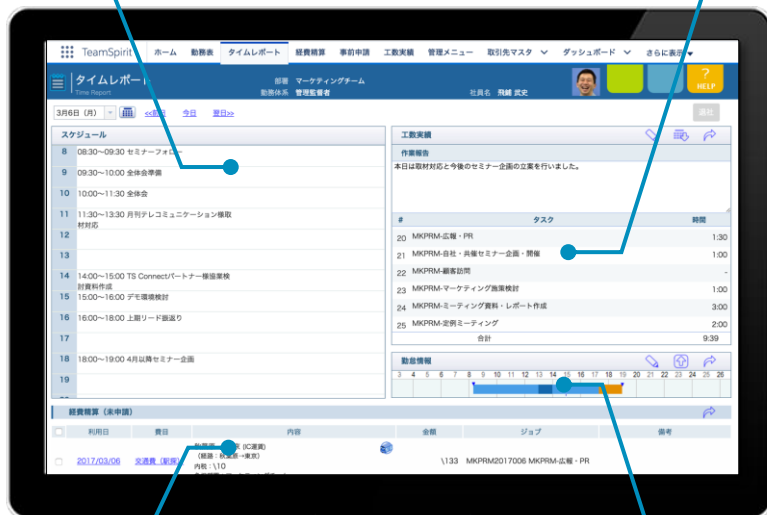 TeamSpirit ホーム 勤務表 タイムレポート 経費精算 事前申請 工数実績 管理メニュー 取引先マスタ ダッシュボード さらに表示
タイムレポート
Time Report
部署 マーケティングチーム
勤務体系 管理監督者
社員名 飛鱗 武史
?
HELP
3月6日 (月) <<前日 今日 翌日>>
退社
スケジュール
8 08:30~09:30 セミナーフォロー
9 09:30~10:00 全体会準備
10 10:00~11:30 全体会
11 11:30~13:30 月刊テレコミュニケーション様取
材対応
12
13
14 14:00~15:00 TS Connectパートナー様協業検
討資料作成
15 15:00~16:00 デモ環境検討
16 16:00~18:00 上期リード振返り
17
18 18:00~19:00 4月以降セミナー企画
19
工数実績
作業報告
本日は取材対応と今後のセミナー企画の立案を行いました。
# タスク 時間
20 MKPRM-広報・PR 1:30
21 MKPRM-自社・共催セミナー企画・開催 1:00
22 MKPRM-顧客訪問 -
23 MKPRM-マーケティング施策検討 1:00
24 MKPRM-ミーティング資料・レポート作成 3:00
25 MKPRM-定例ミーティング 2:00
合計 9:39
勤怠情報
3 4 5 6 7 8 9 10 11 12 13 14 15 16 17 18 19 20 21 22 23 24 25 26
経費精算 (未申請)
利用日 費目 内容 金額 ジョブ 備考
(IC運賃)
(経路:秋葉原→東京)
内税:\10
2017/03/06 交通費 (駅探) \133 MKPRM2017006 MKPRM-広報・PR